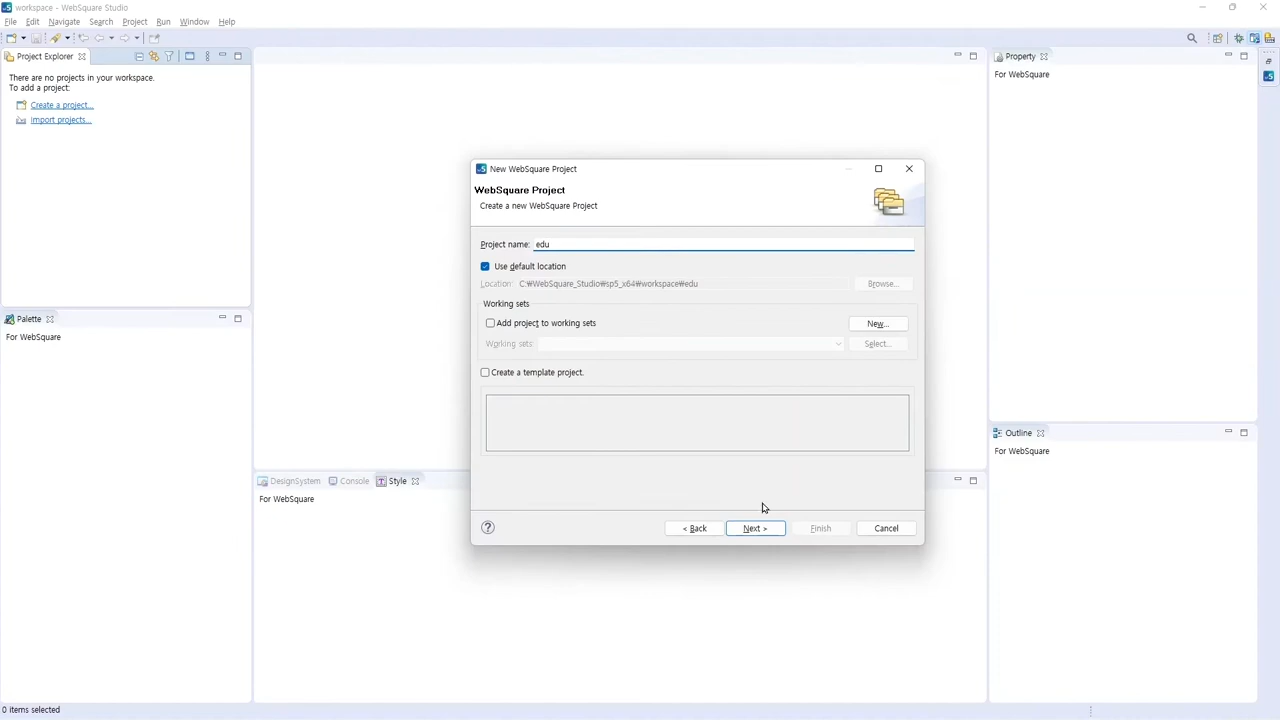 workspace - WebSquare Studio
File Edit Navigate Search Project Run Window Help
Project Explorer
There are no projects in your workspace.
To add a project:
Create a project...
Import projects...
Palette
For WebSquare
DesignSystem Console Style
For WebSquare
Property
For WebSquare
Outline
For WebSquare
New WebSquare Project
WebSquare Project
Create a new WebSquare Project
Project name: edu
Use default location
Location: C:₩WebSquare_Studio₩sp5_x64₩workspace₩edu Browse...
Working sets
Add project to working sets New...
Working sets: Select...
Create a template project.
? < Back Next > Finish Cancel
0 items selected